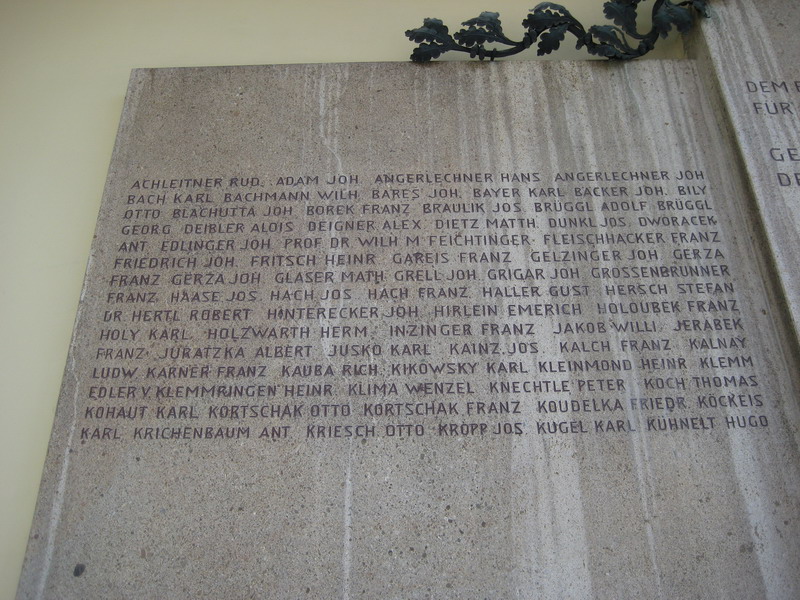 ACHLEITNER RUD. ADAM JOH. ANGERLECHNER HANS ANGERLECHNER JOH
BACH KARL BACHMANN WILH. BARES JOH. BAYER KARL BACKER JOH. BILY
OTTO BLACHUTTA JOH. BOREK FRANZ BRAULIK JOS. BRÜGGL ADOLF BRÜGGL
GEORG DEIBLER ALOIS DEIGNER ALEX. DIETZ MATTH. DUNKL JOS. DWORACEK
ANT. EDLINGER JOH. PROF. DR. WILH. M. FEICHTINGER FLEISCHHACKER FRANZ
FRIEDRICH JOH. FRITSCH HEINR. GAREIS FRANZ GELZINGER JOH. GERZA
FRANZ GERZA JOH. GLASER MATH. GRELL JOH. GRIGAR JOH. GROSSENBRUNNER
FRANZ HAASE JOS. HACH JOS. HACH FRANZ HALLER GUST. HERSCH STEFAN
DR. HERTL ROBERT HINTERECKER JOH. HIRLEIN EMERICH HOLOUBEK FRANZ
HOLY KARL HOLZWARTH HERM. INZINGER FRANZ JAKOB WILLI JERABEK
FRANZ JURATZKA ALBERT JUSKO KARL KAINZ JOS. KALCH FRANZ KALNAY
LUDW. KARNER FRANZ KAUBA RICH. KIKOWSKY KARL KLEINMOND HEINR. KLEMM
EDLER V. KLEMMRINGEN HEINR. KLIMA WENZEL KNECHTLE PETER KOCH THOMAS
KOHAUT KARL KORTSCHAK OTTO KORTSCHAK FRANZ KOUDELKA FRIEDR. KÖCKEIS
KARL KRICHENBAUM ANT. KRIESCH OTTO KROPP JOS. KUGEL KARL KÜHNELT HUGO
DEM
FÜR